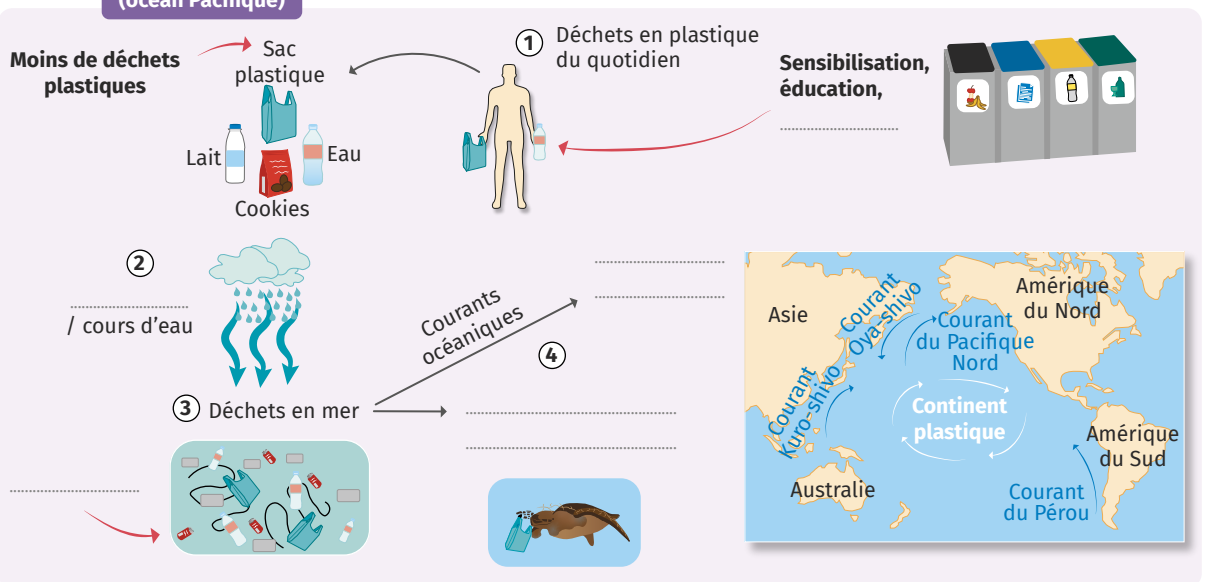 (océan Pacifique)
Moins de déchets
plastiques
Sac
plastique
Lait
Eau
Cookies
1
Déchets en plastique
du quotidien
Sensibilisation,
éducation,
2
/ cours d'eau
3 Déchets en mer
Courants
océaniques
4
Asie
Courant
Oya-shivo
Courant
du Pacifique
Nord
Amérique
du Nord
Courant
Kuro-shivo
Continent
plastique
Amérique
du Sud
Australie
Courant
du Pérou